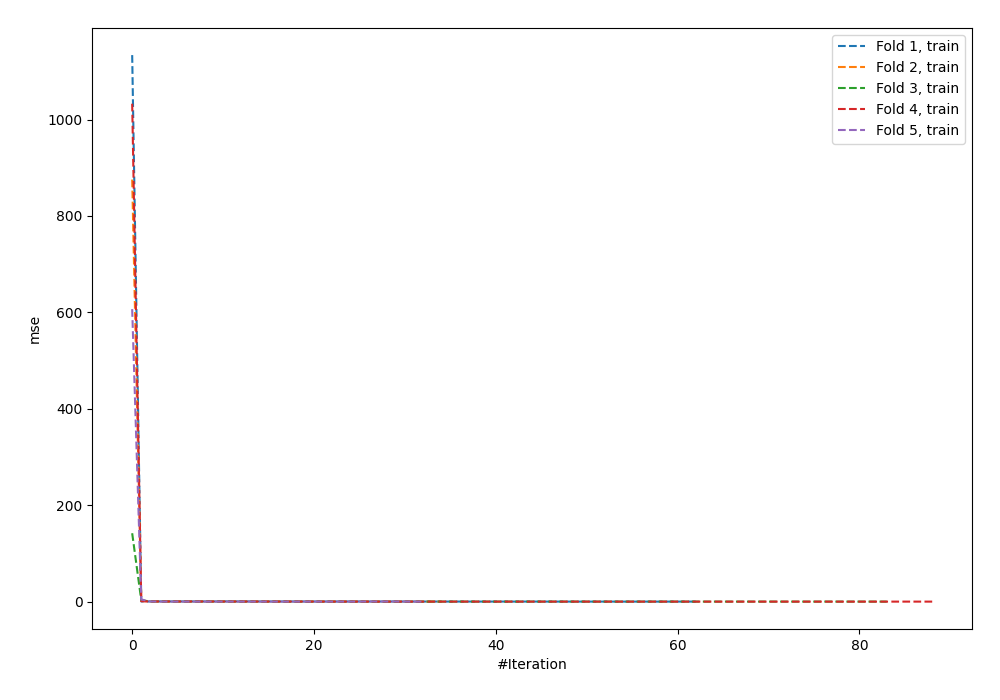 Fold 1, train
Fold 2, train
Fold 3, train
Fold 4, train
Fold 5, train
1000
800
600
400
200
0
mse
0 20 40 60 80
#Iteration